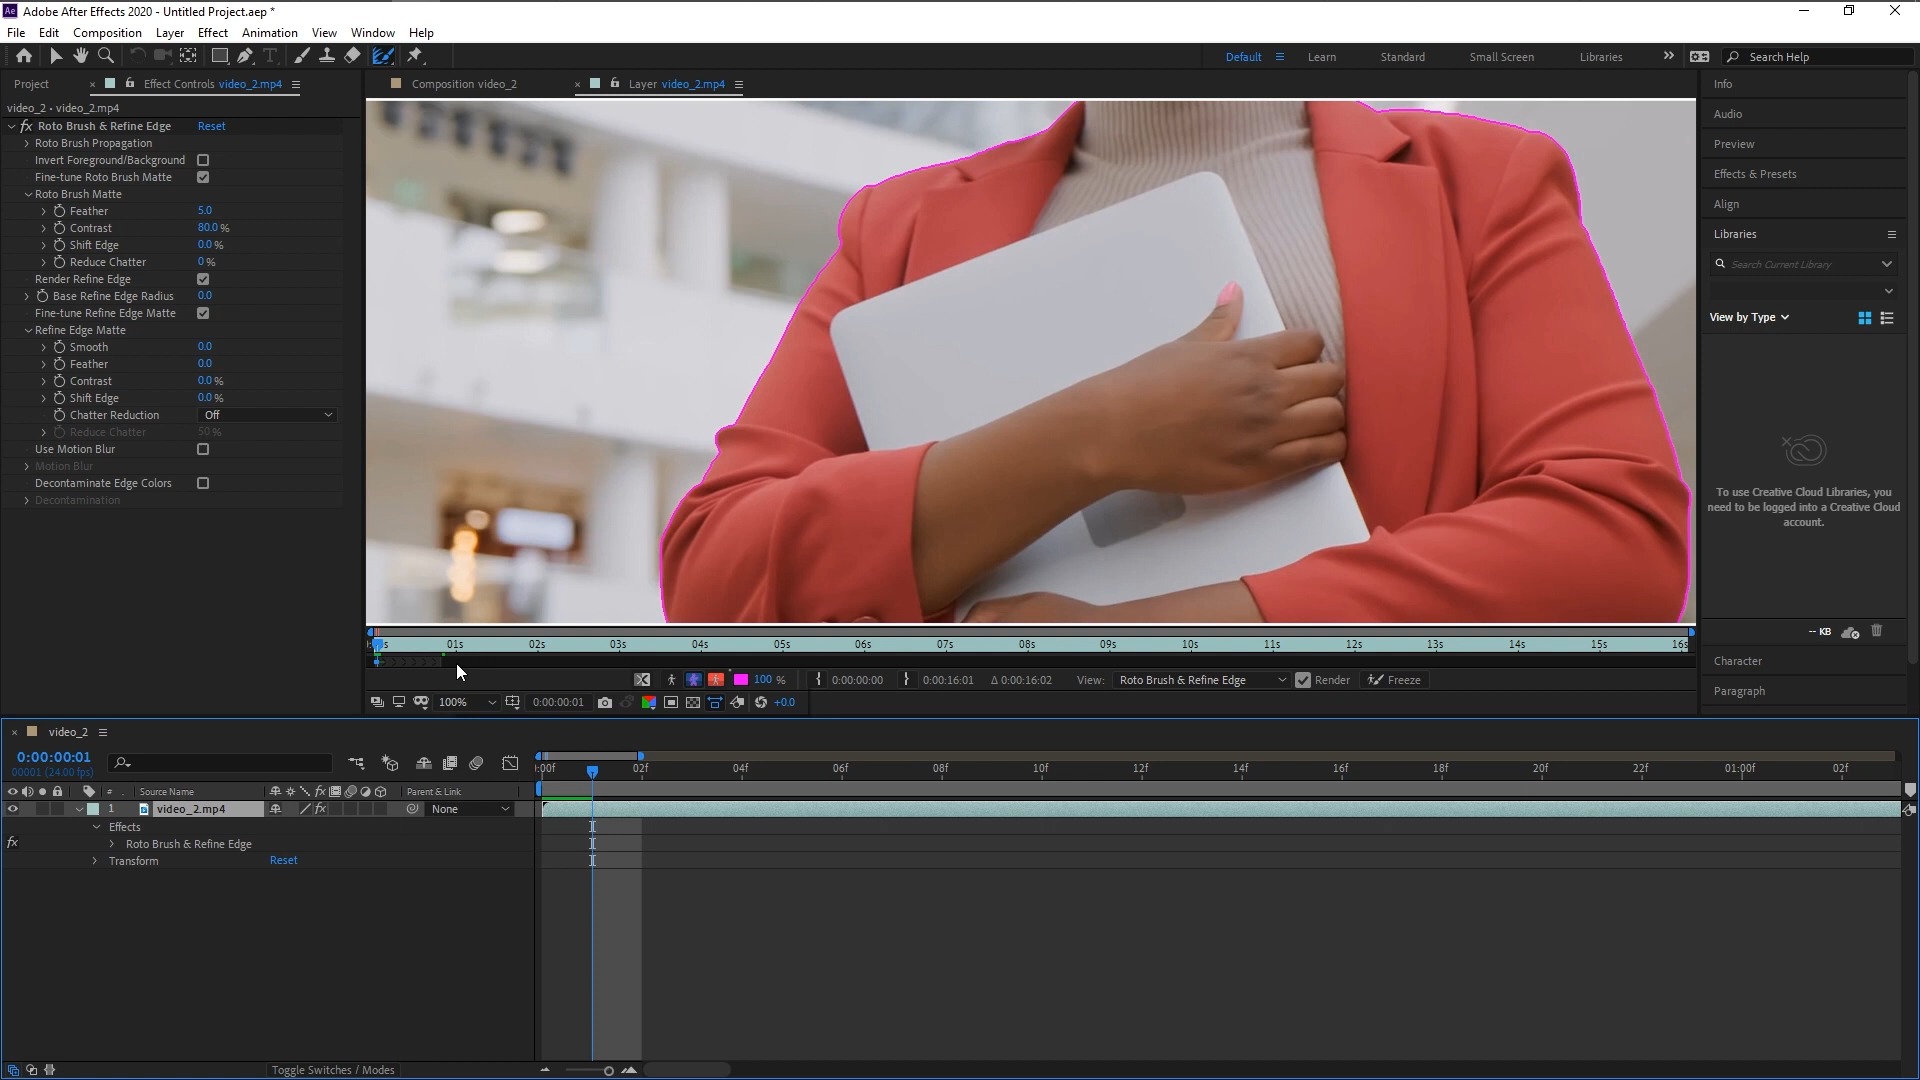 Ae Adobe After Effects 2020 - Untitled Project.aep *
File Edit Composition Layer Effect Animation View Window Help
Default Learn Standard Small Screen Libraries Search Help
Project Effect Controls video_2.mp4
Composition video_2 Layer video_2.mp4
video_2 • video_2.mp4
fx Roto Brush & Refine Edge Reset
Roto Brush Propagation
Invert Foreground/Background
Fine-tune Roto Brush Matte
Roto Brush Matte
Feather 5.0
Contrast 80.0 %
Shift Edge 0.0 %
Reduce Chatter 0 %
Render Refine Edge
Base Refine Edge Radius 0.0
Fine-tune Refine Edge Matte
Refine Edge Matte
Smooth 0.0
Feather 0.0
Contrast 0.0 %
Shift Edge 0.0 %
Chatter Reduction Off
Reduce Chatter 50 %
Use Motion Blur
Motion Blur
Decontaminate Edge Colors
Decontamination
01s 02s 03s 04s 05s 06s 07s 08s 09s 10s 11s 12s 13s 14s 15s 16s
100 % 0:00:00:00 0:00:16:01 Δ 0:00:16:02 View: Roto Brush & Refine Edge Render Freeze
100% 0:00:00:01 +0.0
Info
Audio
Preview
Effects & Presets
Align
Libraries
Search Current Library
View by Type
To use Creative Cloud Libraries, you
need to be logged into a Creative Cloud
account.
-- KB
Character
Paragraph
video_2
0:00:00:01
00001 (24.00 fps)
:00f 02f 04f 06f 08f 10f 12f 14f 16f 18f 20f 22f 01:00f 02f
# Source Name fx Parent & Link
1 video_2.mp4 fx None
Effects
fx Roto Brush & Refine Edge
Transform Reset
Toggle Switches / Modes